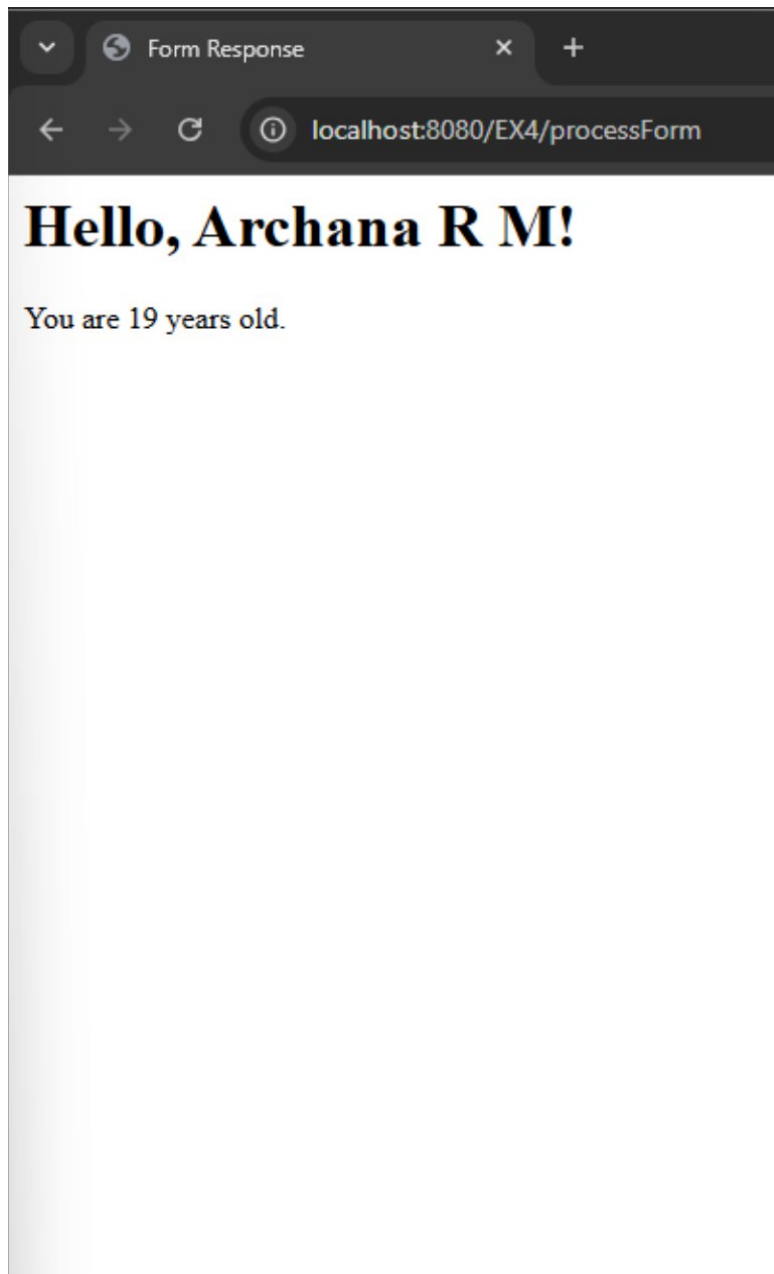 Form Response
localhost:8080/EX4/processForm
Hello, Archana R M!
You are 19 years old.